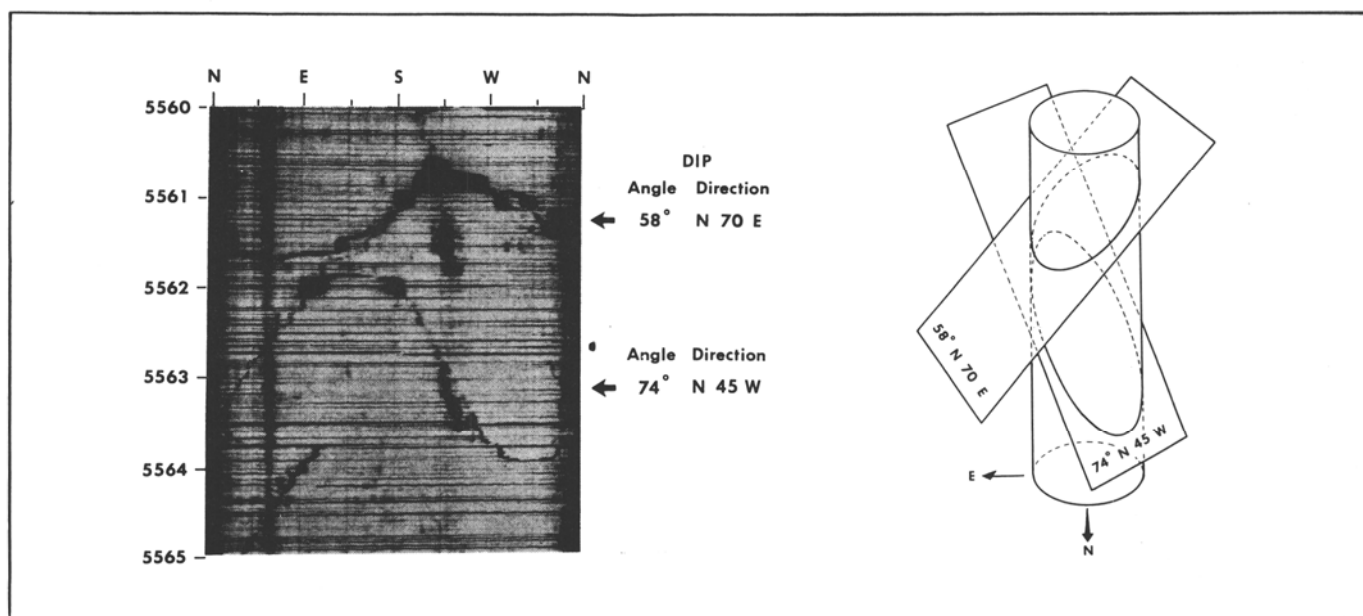 N E S W N
5560
5561
5562
5563
5564
5565
DIP
Angle Direction
58° N 70 E
Angle Direction
74° N 45 W
58° N 70 E
74° N 45 W
E
N